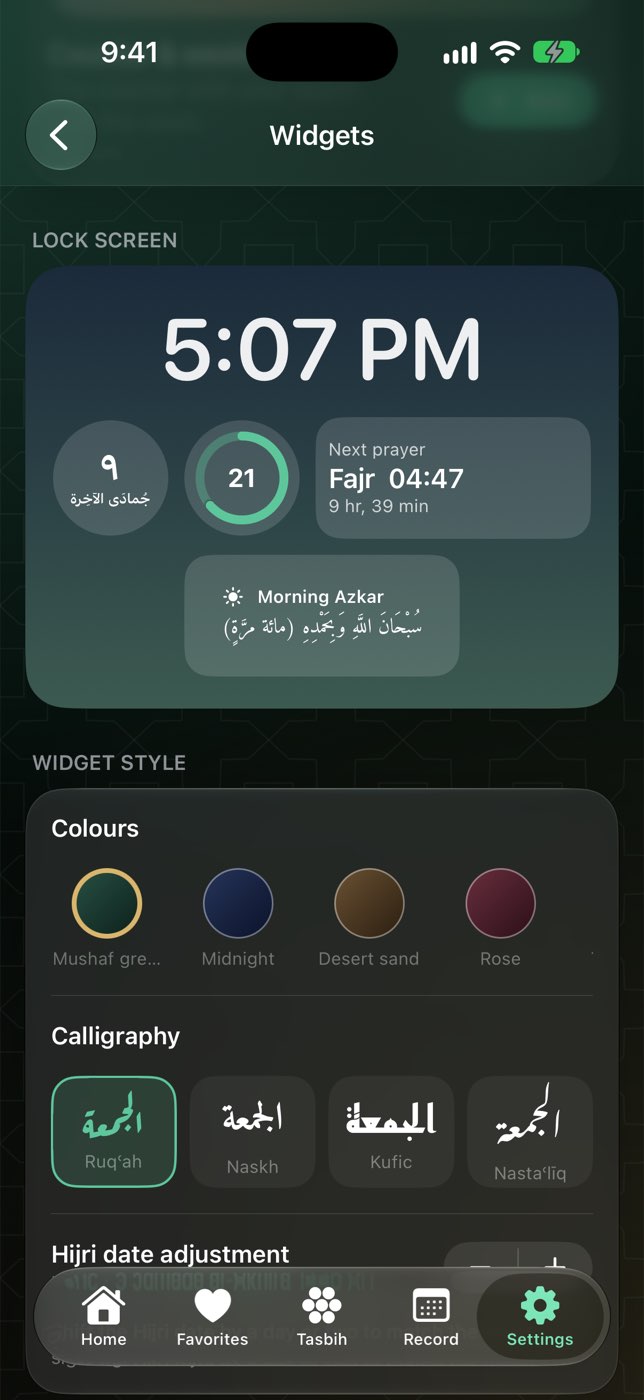 9:41
Widgets
LOCK SCREEN
5:07 PM
٩
جُمادَى الآخِرة
21
Next prayer
Fajr 04:47
9 hr, 39 min
Morning Azkar
سُبْحَانَ اللَّهِ وَبِحَمْدِهِ (مائة مرَّةٍ)
WIDGET STYLE
Colours
Mushaf gre...
Midnight
Desert sand
Rose
Calligraphy
الجمعة
Ruqʿah
الجمعة
Naskh
الجمعة
Kufic
الجمعة
Nastaʿlīq
Hijri date adjustment
Home
Favorites
Tasbih
Record
Settings